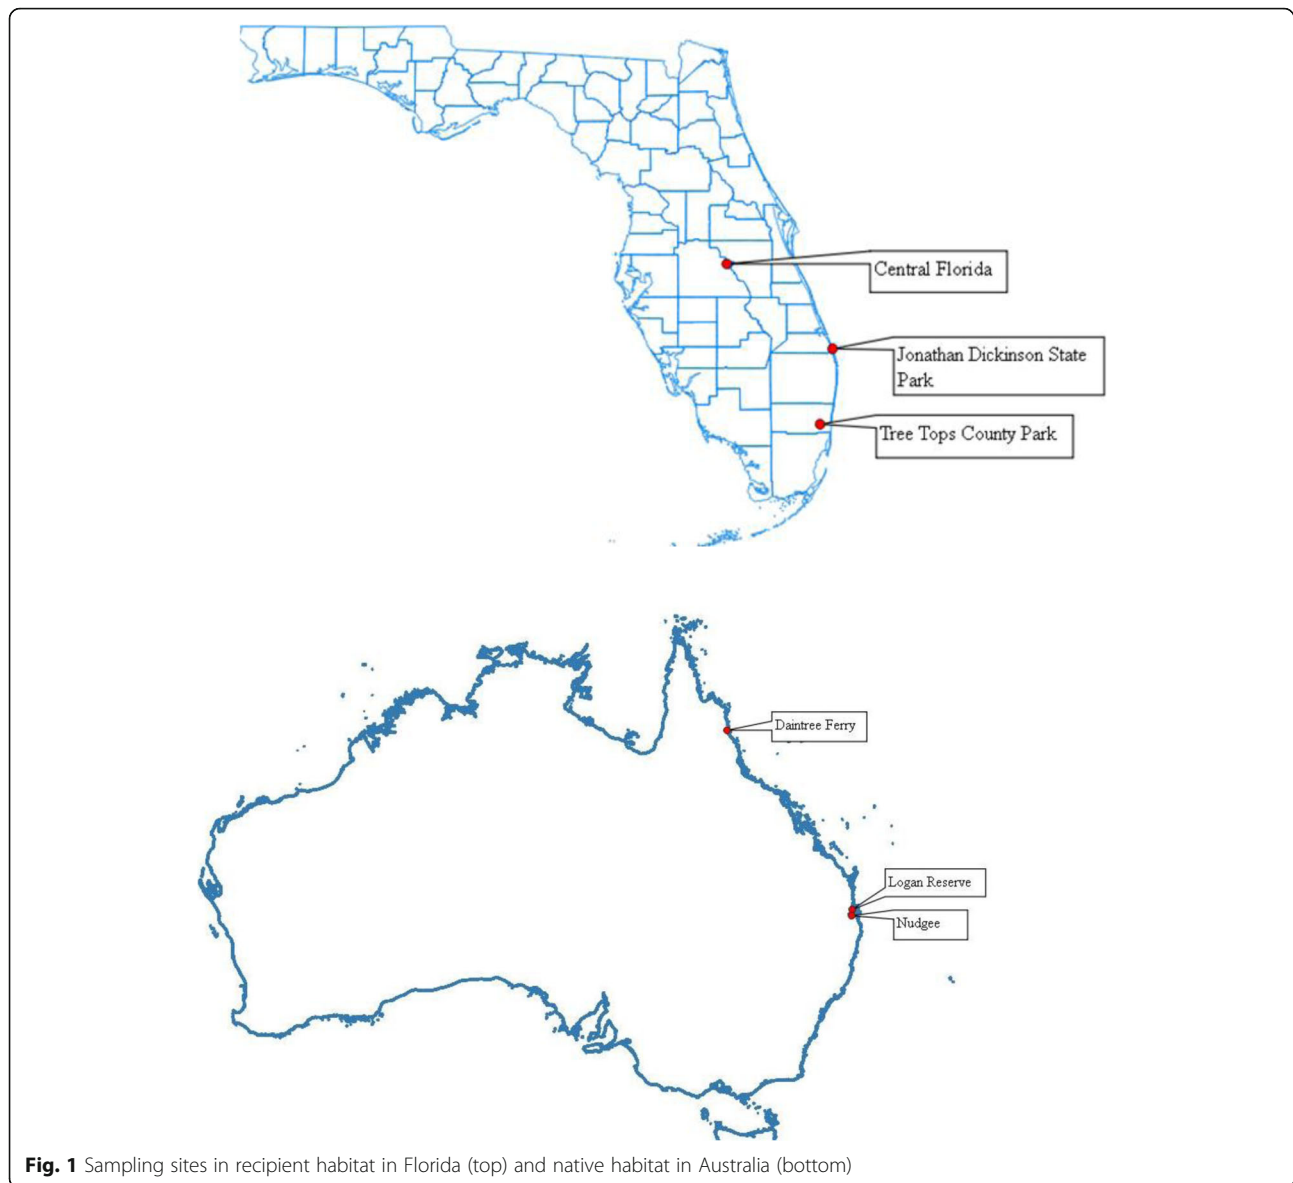 Central Florida
Jonathan Dickinson State
Park
Tree Tops County Park
Daintree Ferry
Logan Reserve
Nudgee
Fig. 1 Sampling sites in recipient habitat in Florida (top) and native habitat in Australia (bottom)